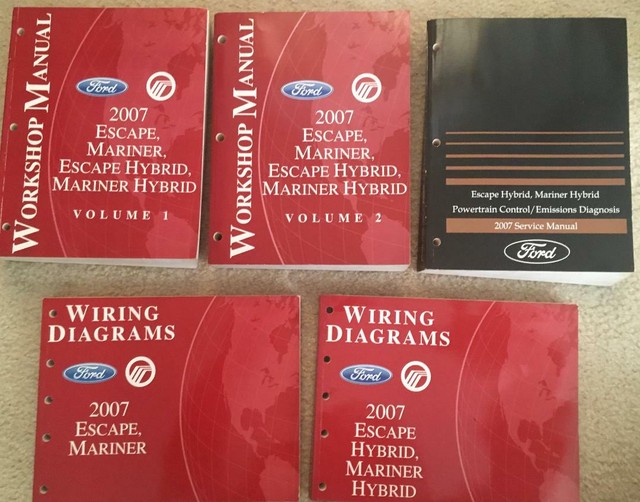 WORKSHOP MANUAL
Ford
2007
ESCAPE,
MARINER,
ESCAPE HYBRID,
MARINER HYBRID
VOLUME 1
WORKSHOP MANUAL
Ford
2007
ESCAPE,
MARINER,
ESCAPE HYBRID,
MARINER HYBRID
VOLUME 2
Escape Hybrid, Mariner Hybrid
Powertrain Control/Emissions Diagnosis
2007 Service Manual
Ford
WIRING
DIAGRAMS
Ford
2007
ESCAPE,
MARINER
WIRING
DIAGRAMS
Ford
2007
ESCAPE
HYBRID,
MARINER
HYBRID